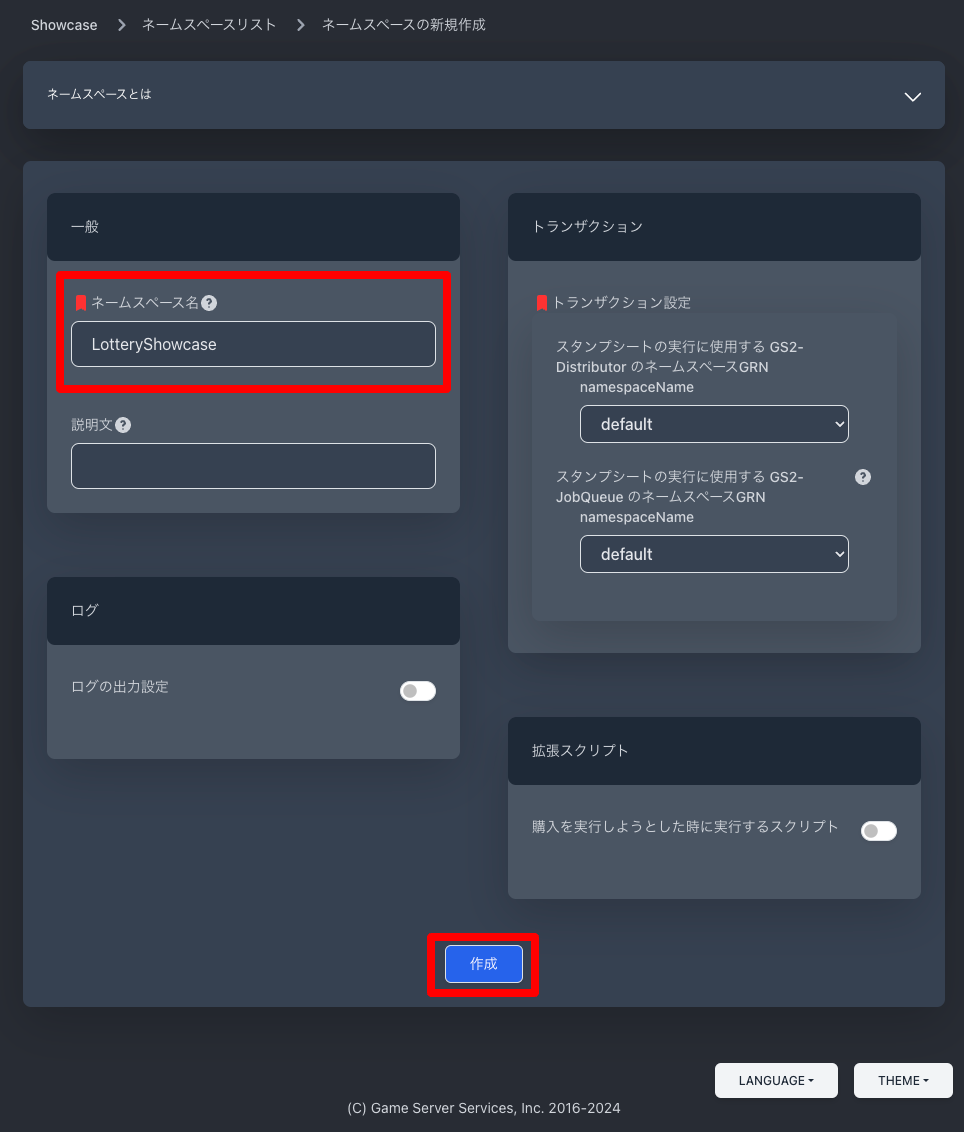 Showcase > ネームスペースリスト > ネームスペースの新規作成
ネームスペースとは
一般
ネームスペース名 ?
LotteryShowcase
説明文 ?
ログ
ログの出力設定
トランザクション
トランザクション設定
スタンプシートの実行に使用する GS2-
Distributor のネームスペースGRN
namespaceName
default
スタンプシートの実行に使用する GS2- ?
JobQueue のネームスペースGRN
namespaceName
default
拡張スクリプト
購入を実行しようとした時に実行するスクリプト
作成
LANGUAGE THEME
(C) Game Server Services, Inc. 2016-2024